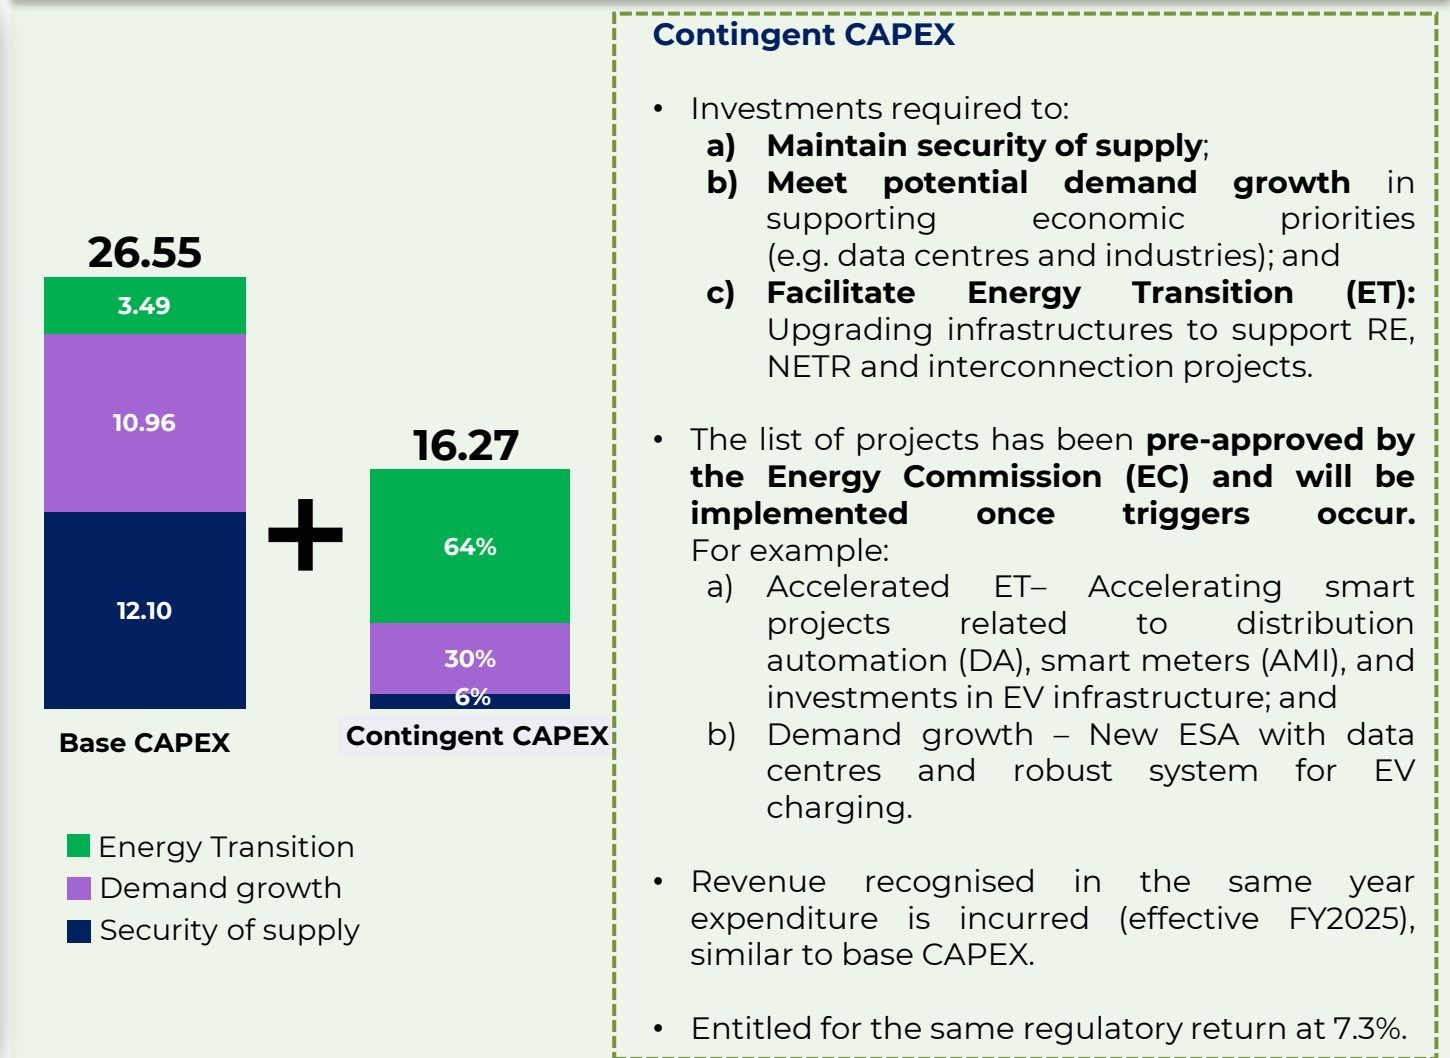 26.55
3.49
10.96
12.10
Base CAPEX
+
16.27
64%
30%
6%
Contingent CAPEX
Energy Transition
Demand growth
Security of supply
Contingent CAPEX
• Investments required to:
a) Maintain security of supply;
b) Meet potential demand growth in
supporting economic priorities
(e.g. data centres and industries); and
c) Facilitate Energy Transition (ET):
Upgrading infrastructures to support RE,
NETR and interconnection projects.
• The list of projects has been pre-approved by
the Energy Commission (EC) and will be
implemented once triggers occur.
For example:
a) Accelerated ET– Accelerating smart
projects related to distribution
automation (DA), smart meters (AMI), and
investments in EV infrastructure; and
b) Demand growth – New ESA with data
centres and robust system for EV
charging.
• Revenue recognised in the same year
expenditure is incurred (effective FY2025),
similar to base CAPEX.
• Entitled for the same regulatory return at 7.3%.